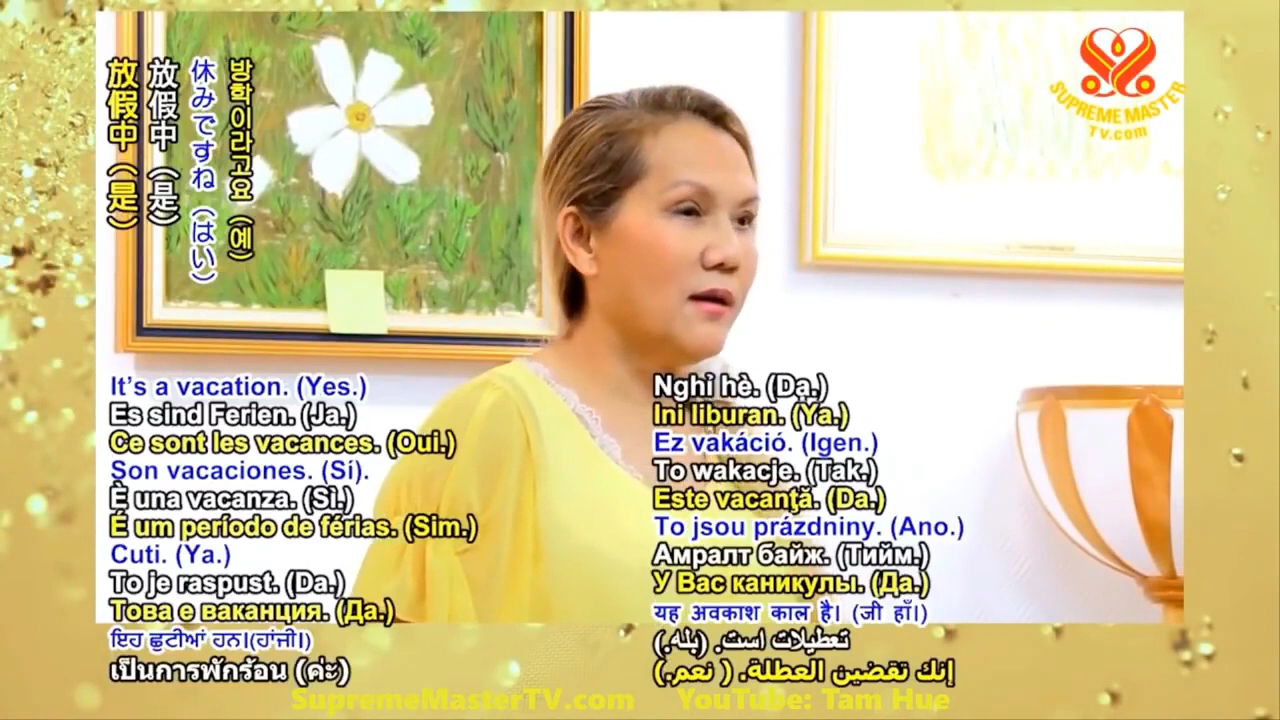 放假中（是）
放假中（是）
休みですね（はい）
방학이라고요（예）
SUPREME MASTER
TV.com
It's a vacation. (Yes.)
Es sind Ferien. (Ja.)
Ce sont les vacances. (Oui.)
Son vacaciones. (Sí).
È una vacanza. (Sì.)
É um período de férias. (Sim.)
Cuti. (Ya.)
To je raspust. (Da.)
Това е ваканция. (Да.)
ਇਹ ਛੁਟੀਆਂ ਹਨ।(ਹਾਂਜੀ।)
เป็นการพักร้อน (ค่ะ)
Nghỉ hè. (Dạ.)
Ini liburan. (Ya.)
Ez vakáció. (Igen.)
To wakacje. (Tak.)
Este vacanţă. (Da.)
To jsou prázdniny. (Ano.)
Амралт байж. (Тийм.)
У Вас каникулы. (Да.)
यह अवकाश काल है। (जी हाँ।)
تعطیلات است. (بله.)
إنك تقضين العطلة. ( نعم.)
SupremeMasterTV.com YouTube: Tam Hue